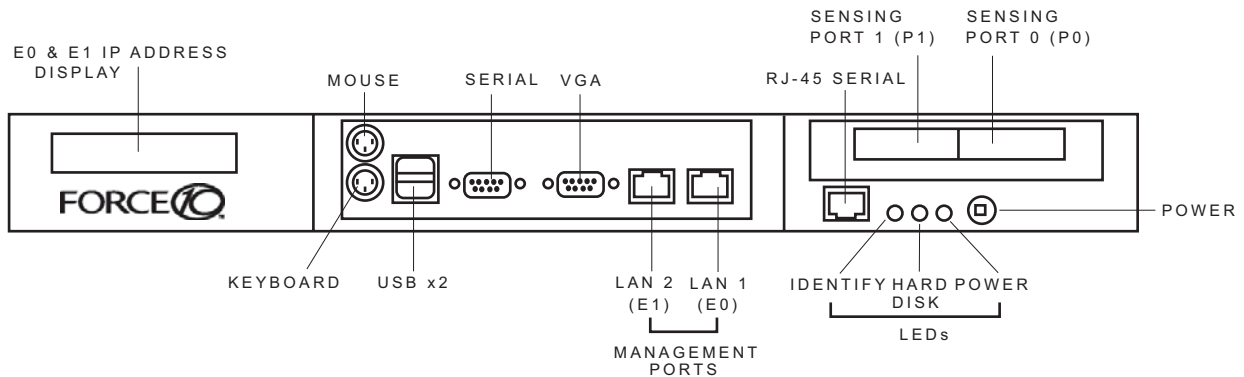 SENSING
PORT 1 (P1)
SENSING
PORT 0 (P0)
E0 & E1 IP ADDRESS
DISPLAY
MOUSE
SERIAL
VGA
RJ-45 SERIAL
FORCE10
POWER
KEYBOARD
USB x2
LAN 2
(E1)
LAN 1
(E0)
MANAGEMENT
PORTS
IDENTIFY
HARD
DISK
POWER
LEDs